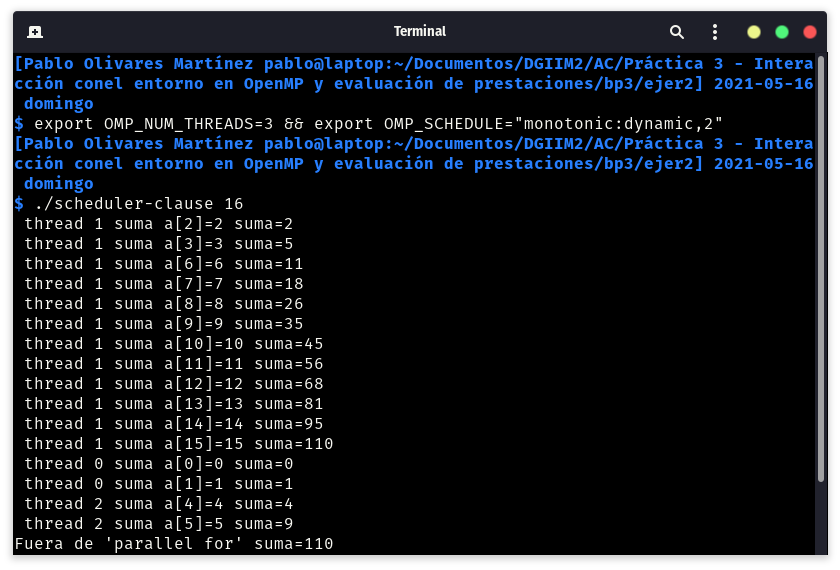 Terminal
[Pablo Olivares Martínez pablo@laptop:~/Documentos/DGIIM2/AC/Práctica 3 - Intera
cción conel entorno en OpenMP y evaluación de prestaciones/bp3/ejer2] 2021-05-16
 domingo
$ export OMP_NUM_THREADS=3 && export OMP_SCHEDULE="monotonic:dynamic,2"
[Pablo Olivares Martínez pablo@laptop:~/Documentos/DGIIM2/AC/Práctica 3 - Intera
cción conel entorno en OpenMP y evaluación de prestaciones/bp3/ejer2] 2021-05-16
 domingo
$ ./scheduler-clause 16
 thread 1 suma a[2]=2 suma=2
 thread 1 suma a[3]=3 suma=5
 thread 1 suma a[6]=6 suma=11
 thread 1 suma a[7]=7 suma=18
 thread 1 suma a[8]=8 suma=26
 thread 1 suma a[9]=9 suma=35
 thread 1 suma a[10]=10 suma=45
 thread 1 suma a[11]=11 suma=56
 thread 1 suma a[12]=12 suma=68
 thread 1 suma a[13]=13 suma=81
 thread 1 suma a[14]=14 suma=95
 thread 1 suma a[15]=15 suma=110
 thread 0 suma a[0]=0 suma=0
 thread 0 suma a[1]=1 suma=1
 thread 2 suma a[4]=4 suma=4
 thread 2 suma a[5]=5 suma=9
Fuera de 'parallel for' suma=110